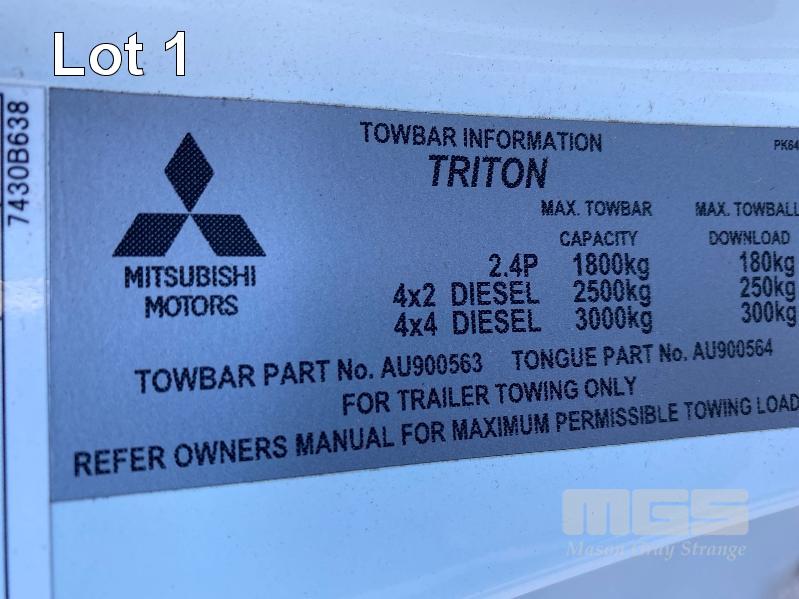 Lot 1
7430B638
TOWBAR INFORMATION
PK64
TRITON
MITSUBISHI
MOTORS
MAX. TOWBAR MAX. TOWBALL
CAPACITY DOWNLOAD
2.4P 1800kg 180kg
4x2 DIESEL 2500kg 250kg
4x4 DIESEL 3000kg 300kg
TOWBAR PART No. AU900563 TONGUE PART No. AU900564
FOR TRAILER TOWING ONLY
REFER OWNERS MANUAL FOR MAXIMUM PERMISSIBLE TOWING LOAD
MGS
Mason Gray Strange